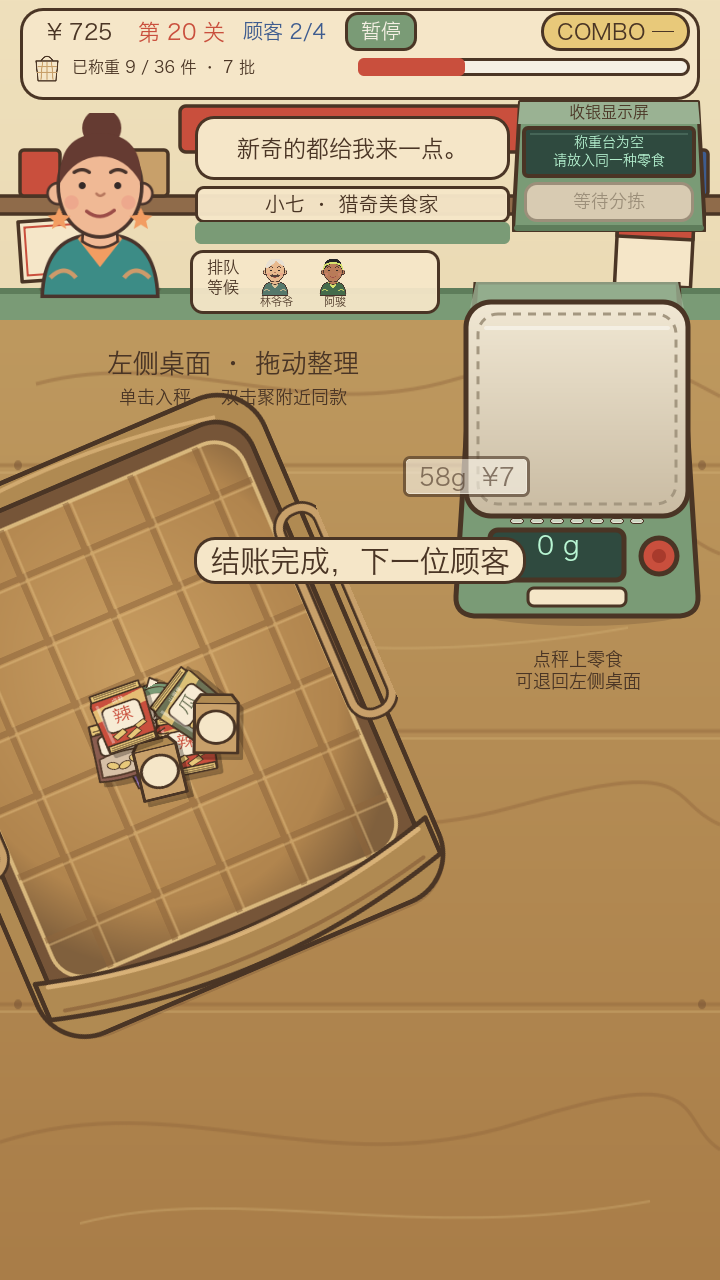 ¥ 725 第 20 关 顾客 2/4 暂停 COMBO —
已称重 9 / 36 件 · 7 批
收银显示屏
称重台为空
请放入同一种零食
等待分拣
新奇的都给我来一点。
小七 · 猎奇美食家
排队
等候
林爷爷 阿骏
左侧桌面 · 拖动整理
单击入秤 双击聚附近同款
58g ¥7
0 g
结账完成，下一位顾客
点秤上零食
可退回左侧桌面
辣
瓜
辣